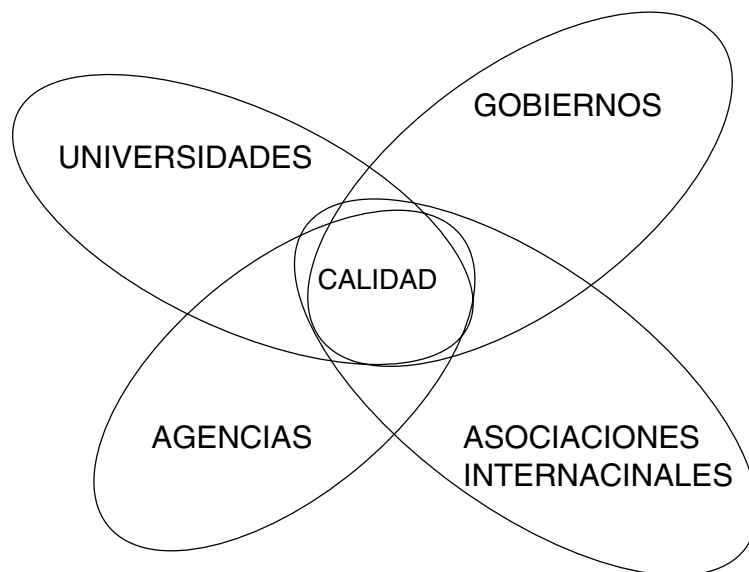 GOBIERNOS
UNIVERSIDADES
CALIDAD
AGENCIAS
ASOCIACIONES
INTERNACINALES